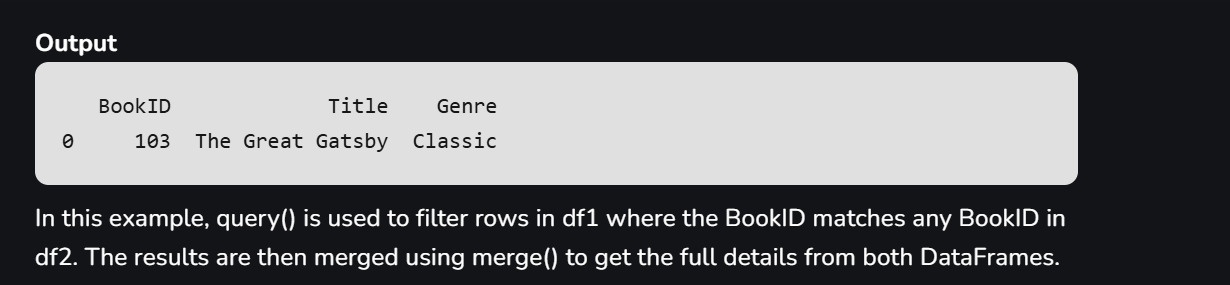 Output
BookID Title Genre
0 103 The Great Gatsby Classic
In this example, query() is used to filter rows in df1 where the BookID matches any BookID in
df2. The results are then merged using merge() to get the full details from both DataFrames.